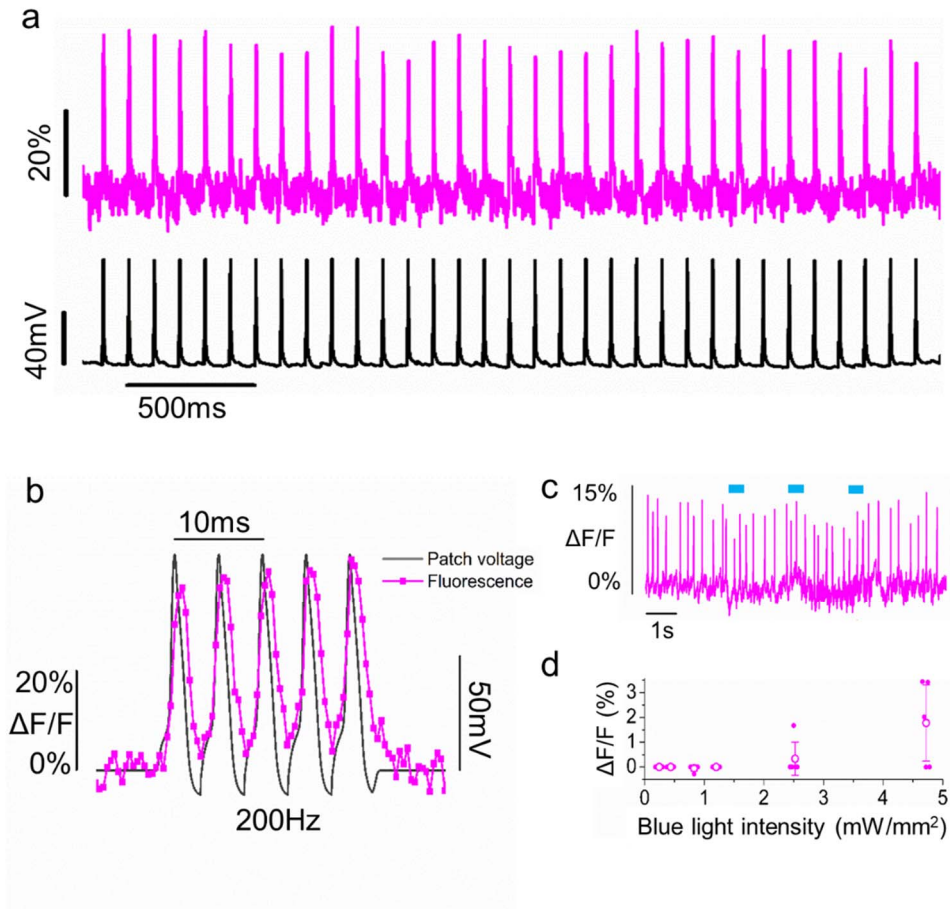 a
20%
40mV
500ms
b
10ms
Patch voltage
Fluorescence
20%
ΔF/F
0%
50mV
200Hz
c
15%
ΔF/F
0%
1s
d
ΔF/F (%)
3
2
1
0
0 1 2 3 4 5
Blue light intensity (mW/mm²)